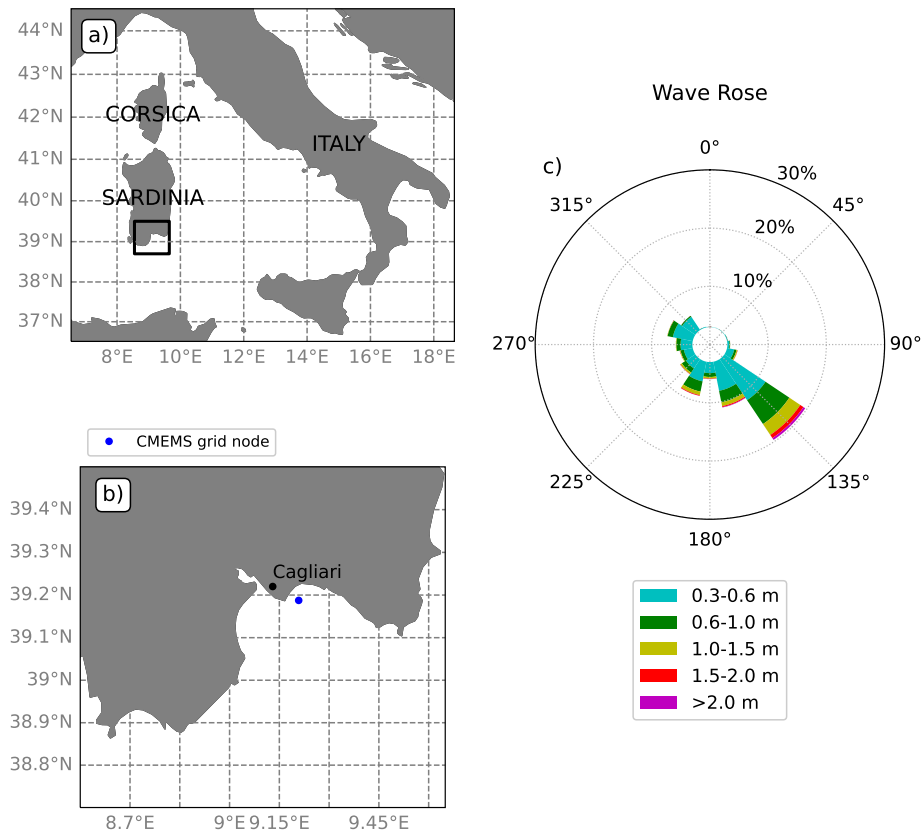 a)
44°N
43°N
42°N
41°N
40°N
39°N
38°N
37°N
CORSICA
ITALY
SARDINIA
8°E 10°E 12°E 14°E 16°E 18°E
CMEMS grid node
b)
39.4°N
39.3°N
39.2°N
39.1°N
39°N
38.9°N
38.8°N
Cagliari
8.7°E 9°E 9.15°E 9.45°E
Wave Rose
c)
0°
30%
315°
45°
20%
10%
270°
90°
225°
135°
180°
0.3-0.6 m
0.6-1.0 m
1.0-1.5 m
1.5-2.0 m
>2.0 m